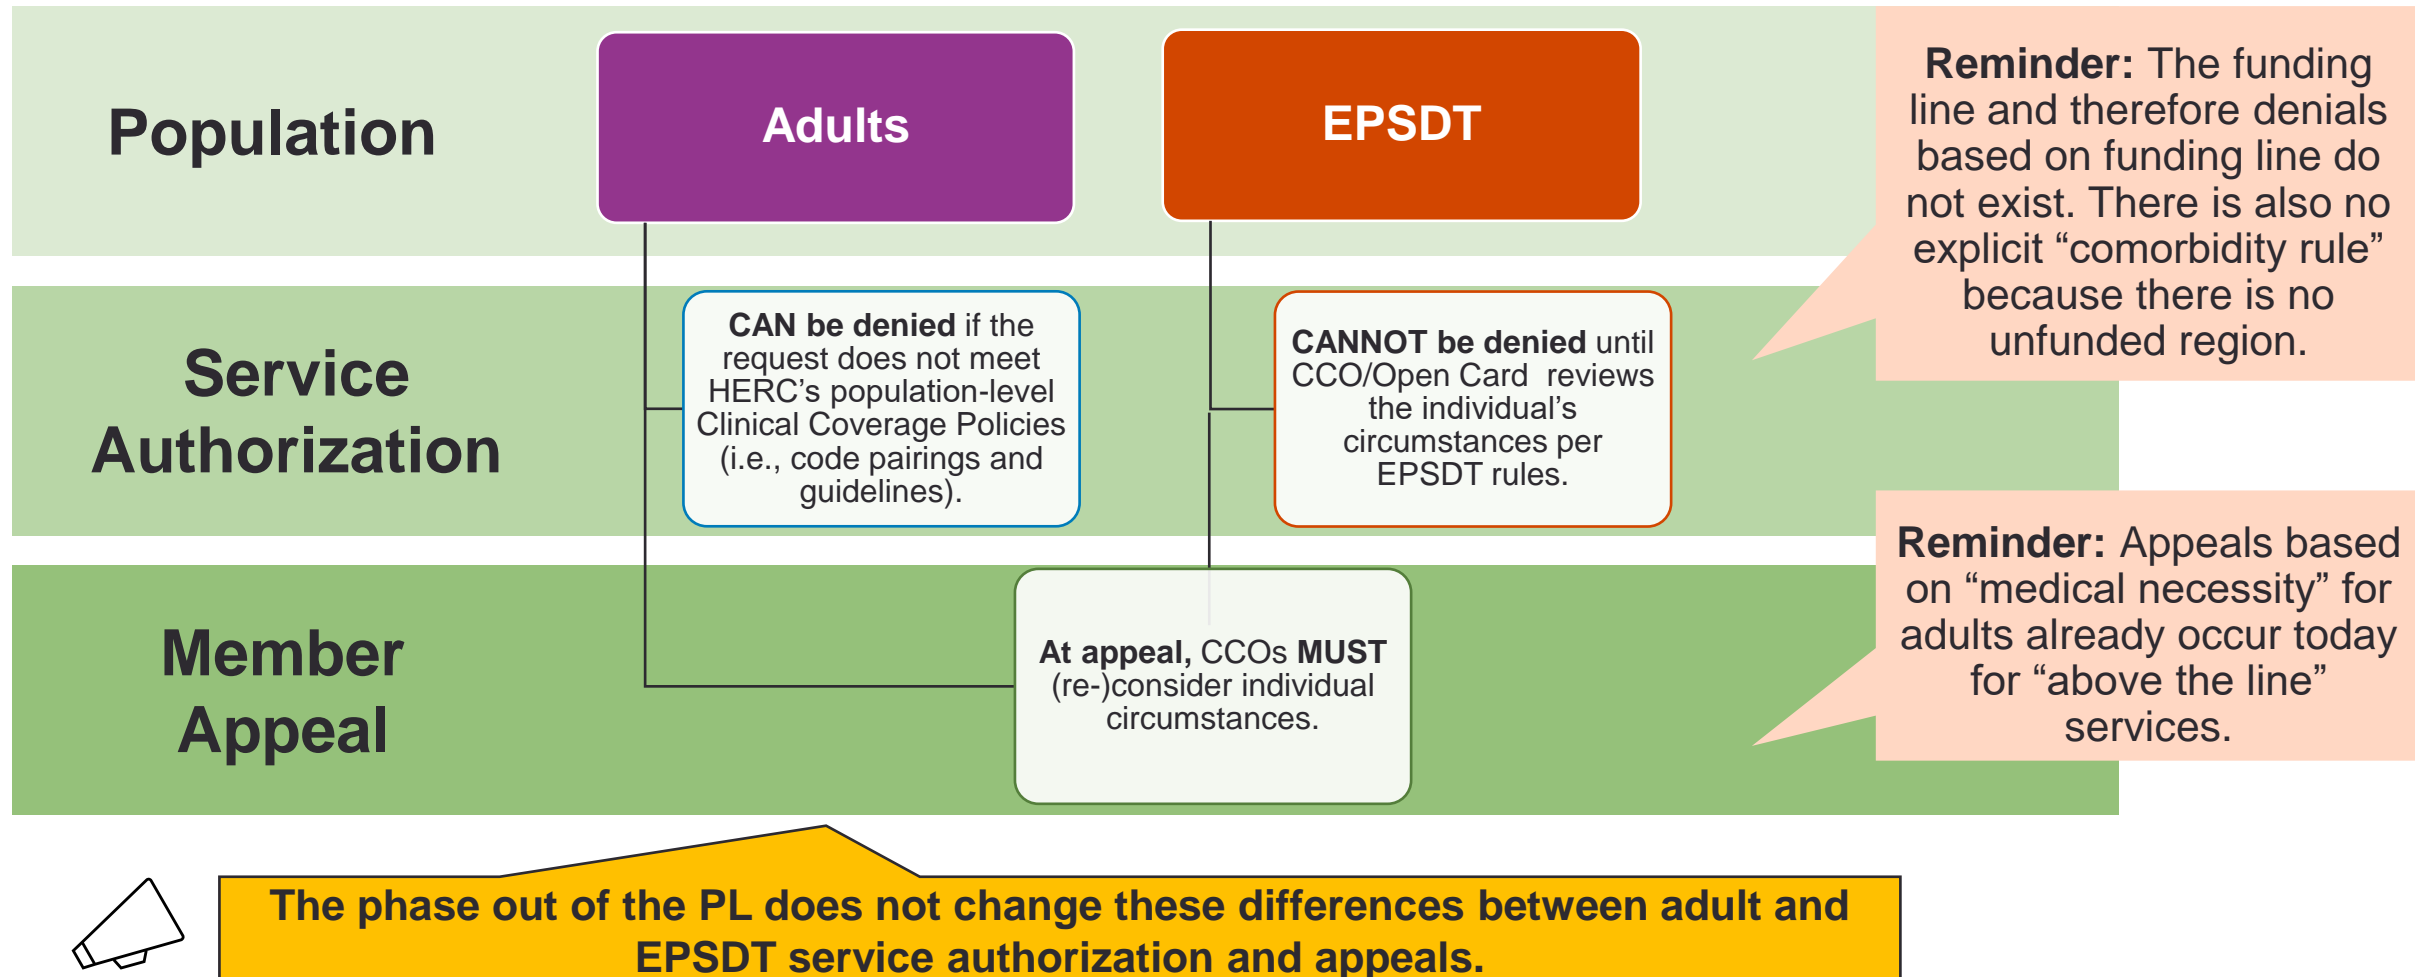 Population
Adults
EPSDT
Reminder: The funding
line and therefore denials
based on funding line do
not exist. There is also no
explicit “comorbidity rule”
because there is no
unfunded region.
Service
Authorization
CAN be denied if the
request does not meet
HERC’s population-level
Clinical Coverage Policies
(i.e., code pairings and
guidelines).
CANNOT be denied until
CCO/Open Card reviews
the individual’s
circumstances per
EPSDT rules.
Member
Appeal
At appeal, CCOs MUST
(re-)consider individual
circumstances.
Reminder: Appeals based
on “medical necessity” for
adults already occur today
for “above the line”
services.
The phase out of the PL does not change these differences between adult and
EPSDT service authorization and appeals.